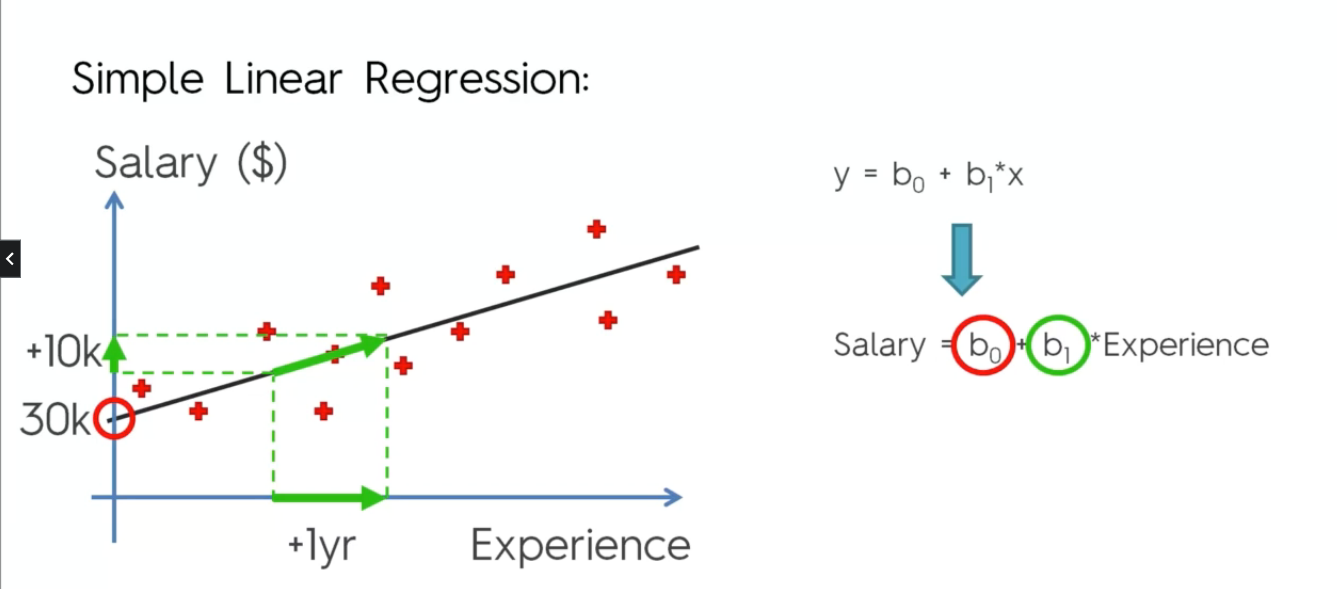 Simple Linear Regression:
Salary ($)
+10k
30k
+1yr
Experience
y = b₀ + b₁*x
Salary = b₀ + b₁ *Experience